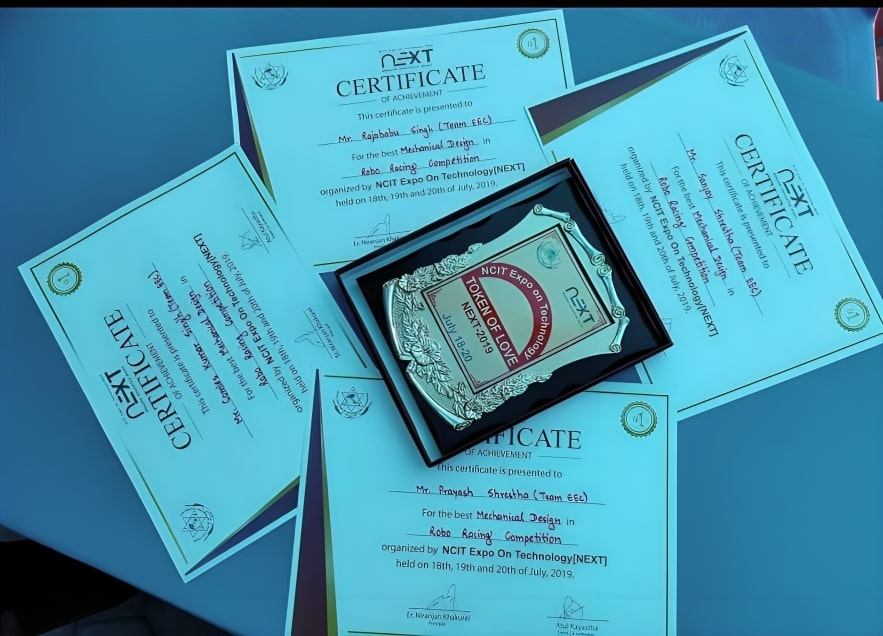 NEXT
CERTIFICATE
OF ACHIEVEMENT
This certificate is presented to
Mr. Rajababu Singh (Team EEC)
For the best Mechanical Design in
Robo Racing Competition
organized by NCIT Expo On Technology[NEXT]
held on 18th, 19th and 20th of July, 2019.
Er. Niranjan
#1
NEXT
CERTIFICATE
OF ACHIEVEMENT
This certificate is presented to
Mr. Sanjay Shrestha (Team EEC)
For the best Mechanical Design in
Robo Racing Competition
organized by NCIT Expo On Technology[NEXT]
held on 18th, 19th and 20th of July, 2019.
NEXT
CERTIFICATE
OF ACHIEVEMENT
This certificate is presented to
Mr. Kumar Singh (Team EEC)
For the best Mechanical Design in
Robo Racing Competition
organized by NCIT Expo On Technology[NEXT]
held on 18th, 19th and 20th of July, 2019.
NEXT
NCIT Expo on Technology
TOKEN OF LOVE
NEXT-2019
July 18-20
CERTIFICATE
OF ACHIEVEMENT
This certificate is presented to
Mr. Prayash Shrestha (Team EEC)
For the best Mechanical Design in
Robo Racing Competition
organized by NCIT Expo On Technology[NEXT]
held on 18th, 19th and 20th of July, 2019.
Er. Niranjan Khakurel
Principal
Atul Kayastha
#1